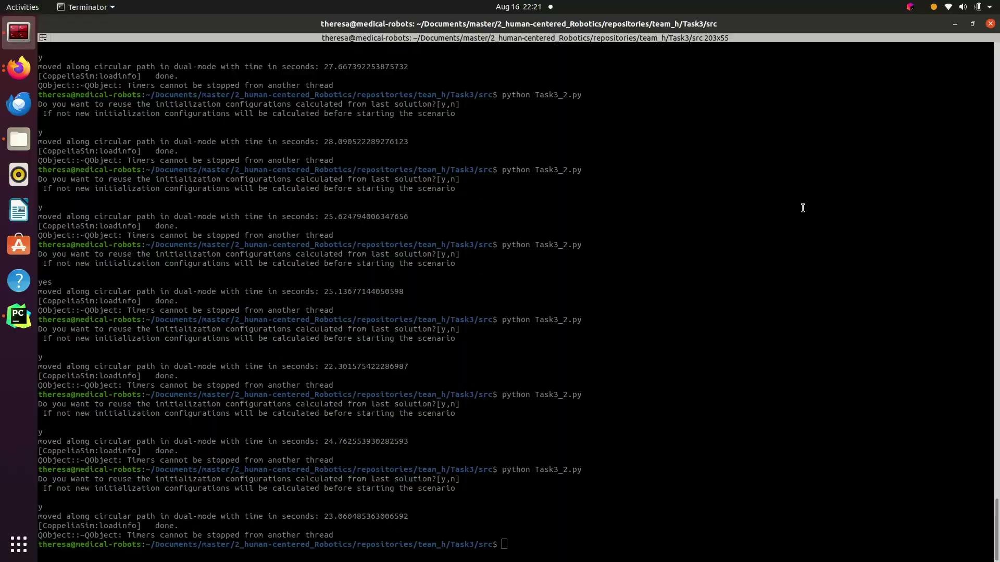 Activities
Terminator
Aug 16 22:21
theresa@medical-robots: ~/Documents/master/2_human-centered_Robotics/repositories/team_h/Task3/src
theresa@medical-robots: ~/Documents/master/2_human-centered_Robotics/repositories/team_h/Task3/src 203x55
y
moved along circular path in dual-mode with time in seconds: 27.667392253875732
[CoppeliaSim:loadinfo]   done.
QObject::~QObject: Timers cannot be stopped from another thread
theresa@medical-robots:~/Documents/master/2_human-centered_Robotics/repositories/team_h/Task3/src$ python Task3_2.py
Do you want to reuse the initialization configurations calculated from last solution?[y,n]
 If not new initialization configurations will be calculated before starting the scenario
y
moved along circular path in dual-mode with time in seconds: 28.090522289276123
[CoppeliaSim:loadinfo]   done.
QObject::~QObject: Timers cannot be stopped from another thread
theresa@medical-robots:~/Documents/master/2_human-centered_Robotics/repositories/team_h/Task3/src$ python Task3_2.py
Do you want to reuse the initialization configurations calculated from last solution?[y,n]
 If not new initialization configurations will be calculated before starting the scenario
y
moved along circular path in dual-mode with time in seconds: 25.624794006347656
[CoppeliaSim:loadinfo]   done.
QObject::~QObject: Timers cannot be stopped from another thread
theresa@medical-robots:~/Documents/master/2_human-centered_Robotics/repositories/team_h/Task3/src$ python Task3_2.py
Do you want to reuse the initialization configurations calculated from last solution?[y,n]
 If not new initialization configurations will be calculated before starting the scenario
yes
moved along circular path in dual-mode with time in seconds: 25.13677144050598
[CoppeliaSim:loadinfo]   done.
QObject::~QObject: Timers cannot be stopped from another thread
theresa@medical-robots:~/Documents/master/2_human-centered_Robotics/repositories/team_h/Task3/src$ python Task3_2.py
Do you want to reuse the initialization configurations calculated from last solution?[y,n]
 If not new initialization configurations will be calculated before starting the scenario
y
moved along circular path in dual-mode with time in seconds: 22.301575422286987
[CoppeliaSim:loadinfo]   done.
QObject::~QObject: Timers cannot be stopped from another thread
theresa@medical-robots:~/Documents/master/2_human-centered_Robotics/repositories/team_h/Task3/src$ python Task3_2.py
Do you want to reuse the initialization configurations calculated from last solution?[y,n]
 If not new initialization configurations will be calculated before starting the scenario
y
moved along circular path in dual-mode with time in seconds: 24.762553930282593
[CoppeliaSim:loadinfo]   done.
QObject::~QObject: Timers cannot be stopped from another thread
theresa@medical-robots:~/Documents/master/2_human-centered_Robotics/repositories/team_h/Task3/src$ python Task3_2.py
Do you want to reuse the initialization configurations calculated from last solution?[y,n]
 If not new initialization configurations will be calculated before starting the scenario
y
moved along circular path in dual-mode with time in seconds: 23.060485363006592
[CoppeliaSim:loadinfo]   done.
QObject::~QObject: Timers cannot be stopped from another thread
theresa@medical-robots:~/Documents/master/2_human-centered_Robotics/repositories/team_h/Task3/src$
PC